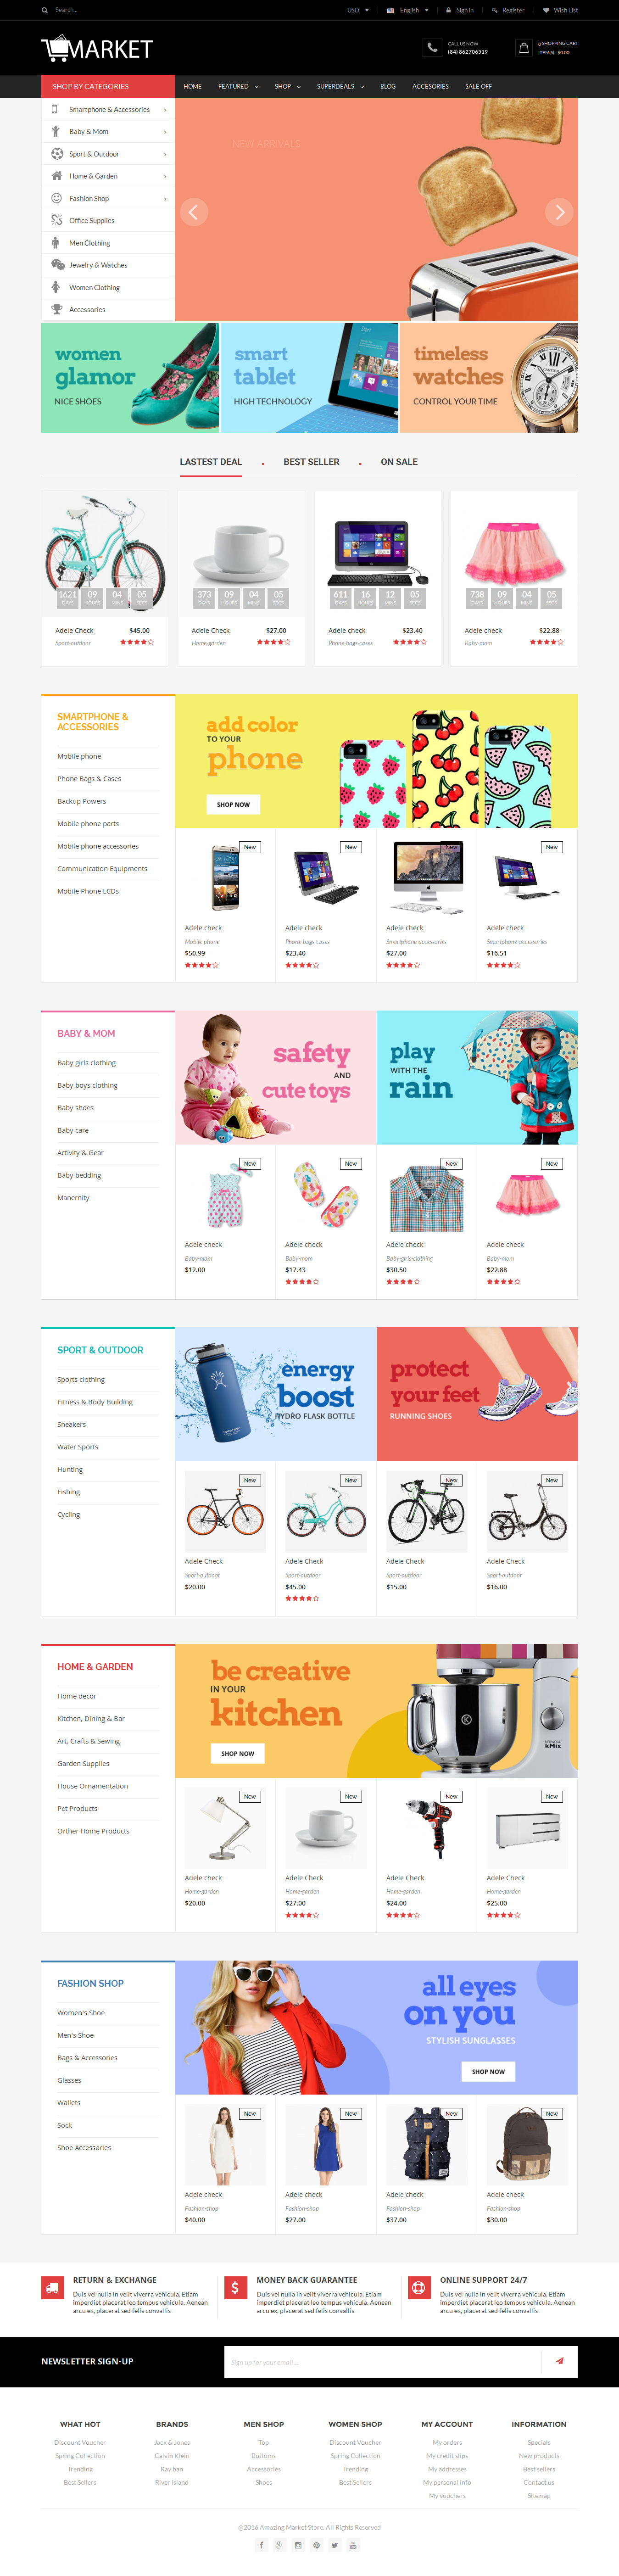 Search...
USD
English
Sign in
Register
Wish List
MARKET
CALL US NOW
(84) 862706319
0 SHOPPING CART
ITEM(S) - $0.00
SHOP BY CATEGORIES
HOME
FEATURED
SHOP
SUPERDEALS
BLOG
ACCESORIES
SALE OFF
Smartphone & Accessories
Baby & Mom
Sport & Outdoor
Home & Garden
Fashion Shop
Office Supplies
Men Clothing
Jewelry & Watches
Women Clothing
Accessories
NEW ARRIVALS
women
glamor
NICE SHOES
smart
tablet
HIGH TECHNOLOGY
timeless
watches
CONTROL YOUR TIME
LASTEST DEAL
BEST SELLER
ON SALE
1621 09 04 05
DAYS HOURS MINS SECS
373 09 04 05
DAYS HOURS MINS SECS
611 16 12 05
DAYS HOURS MINS SECS
738 09 04 05
DAYS HOURS MINS SECS
Adele Check $45.00
Sport-outdoor
Adele Check $27.00
Home-garden
Adele check $23.40
Phone-bags-cases
Adele check $22.88
Baby-mom
SMARTPHONE &
ACCESSORIES
Mobile phone
Phone Bags & Cases
Backup Powers
Mobile phone parts
Mobile phone accessories
Communication Equipments
Mobile Phone LCDs
add color
TO YOUR
phone
SHOP NOW
New
Adele check
Mobile-phone
$50.99
New
Adele check
Phone-bags-cases
$23.40
New
Adele check
Smartphone-accessories
$27.00
New
Adele check
Smartphone-accessories
$16.51
BABY & MOM
Baby girls clothing
Baby boys clothing
Baby shoes
Baby care
Activity & Gear
Baby bedding
Manernity
safety
AND
cute toys
play
WITH THE
rain
New
Adele check
Baby-mom
$12.00
New
Adele check
Baby-mom
$17.43
New
Adele check
Baby-girls-clothing
$30.50
New
Adele check
Baby-mom
$22.88
SPORT & OUTDOOR
Sports clothing
Fitness & Body Building
Sneakers
Water Sports
Hunting
Fishing
Cycling
energy
boost
HYDRO FLASK BOTTLE
protect
your feet
RUNNING SHOES
New
Adele Check
Sport-outdoor
$20.00
New
Adele Check
Sport-outdoor
$45.00
New
Adele Check
Sport-outdoor
$15.00
New
Adele Check
Sport-outdoor
$16.00
HOME & GARDEN
Home decor
Kitchen, Dining & Bar
Art, Crafts & Sewing
Garden Supplies
House Ornamentation
Pet Products
Orther Home Products
be creative
IN YOUR
kitchen
SHOP NOW
kMix
New
Adele check
Home-garden
$20.00
New
Adele Check
Home-garden
$27.00
New
Adele Check
Home-garden
$24.00
New
Adele Check
Home-garden
$25.00
FASHION SHOP
Women's Shoe
Men's Shoe
Bags & Accessories
Glasses
Wallets
Sock
Shoe Accessories
all eyes
on you
STYLISH SUNGLASSES
SHOP NOW
New
Adele check
Fashion-shop
$40.00
New
Adele check
Fashion-shop
$27.00
New
Adele check
Fashion-shop
$37.00
New
Adele check
Fashion-shop
$30.00
RETURN & EXCHANGE
Duis vel nulla in velit viverra vehicula. Etiam
imperdiet placerat leo tempus vehicula. Aenean
arcu ex, placerat sed felis convallis
MONEY BACK GUARANTEE
Duis vel nulla in velit viverra vehicula. Etiam
imperdiet placerat leo tempus vehicula. Aenean
arcu ex, placerat sed felis convallis
ONLINE SUPPORT 24/7
Duis vel nulla in velit viverra vehicula. Etiam
imperdiet placerat leo tempus vehicula. Aenean
arcu ex, placerat sed felis convallis
NEWSLETTER SIGN-UP
Sign up for your email ...
WHAT HOT
Discount Voucher
Spring Collection
Trending
Best Sellers
BRANDS
Jack & Jones
Calvin Klein
Ray ban
River Island
MEN SHOP
Top
Bottoms
Accessories
Shoes
WOMEN SHOP
Discount Voucher
Spring Collection
Trending
Best Sellers
MY ACCOUNT
My orders
My credit slips
My addresses
My personal info
My vouchers
INFORMATION
Specials
New products
Best sellers
Contact us
Sitemap
@2016 Amazing Market Store. All Rights Reserved